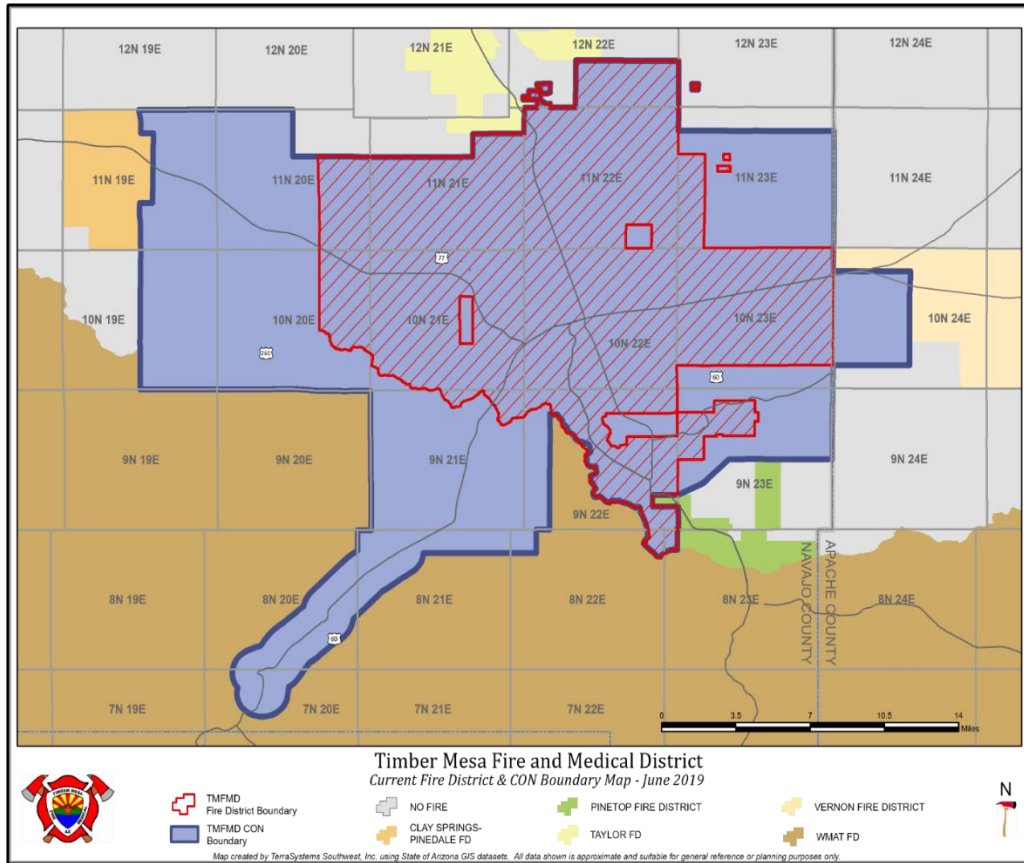 12N 19E
12N 20E
12N 21E
12N 22E
12N 23E
12N 24E
11N 19E
11N 20E
11N 21E
11N 22E
11N 23E
11N 24E
77
10N 19E
10N 20E
10N 21E
10N 22E
10N 23E
10N 24E
260
60
9N 19E
9N 20E
9N 21E
9N 22E
9N 23E
9N 24E
NAVAJO COUNTY
APACHE COUNTY
8N 19E
8N 20E
8N 21E
8N 22E
8N 23E
8N 24E
60
7N 19E
7N 20E
7N 21E
7N 22E
0 3.5 7 10.5 14
Miles
Timber Mesa Fire and Medical District
Current Fire District & CON Boundary Map - June 2019
TIMBER MESA
AZ
TMFMD
Fire District Boundary
TMFMD CON
Boundary
NO FIRE
CLAY SPRINGS-
PINEDALE FD
PINETOP FIRE DISTRICT
TAYLOR FD
VERNON FIRE DISTRICT
WMAT FD
N
Map created by TerraSystems Southwest, Inc. using State of Arizona GIS datasets. All data shown is approximate and suitable for general reference or planning purposes only.